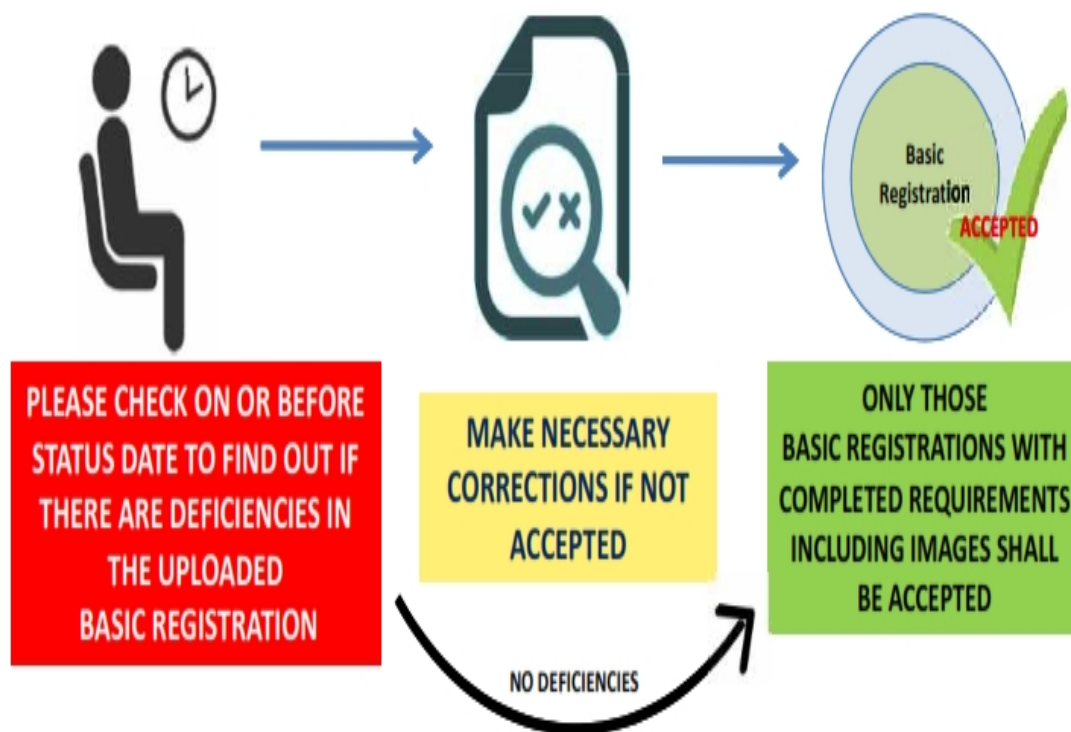 Basic
Registration
ACCEPTED
PLEASE CHECK ON OR BEFORE
STATUS DATE TO FIND OUT IF
THERE ARE DEFICIENCIES IN
THE UPLOADED
BASIC REGISTRATION
MAKE NECESSARY
CORRECTIONS IF NOT
ACCEPTED
ONLY THOSE
BASIC REGISTRATIONS WITH
COMPLETED REQUIREMENTS
INCLUDING IMAGES SHALL
BE ACCEPTED
NO DEFICIENCIES